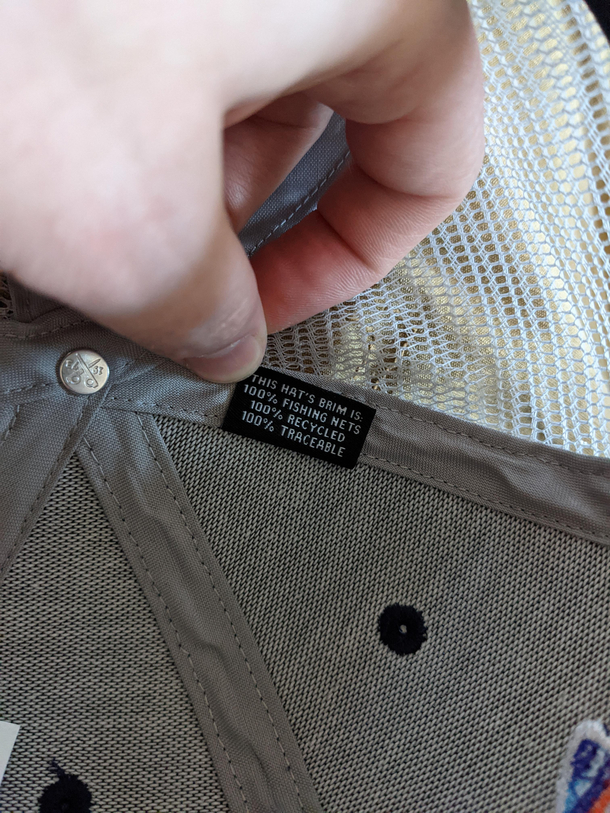 THIS HAT'S BRIM IS:
100% FISHING NETS
100% RECYCLED
100% TRACEABLE